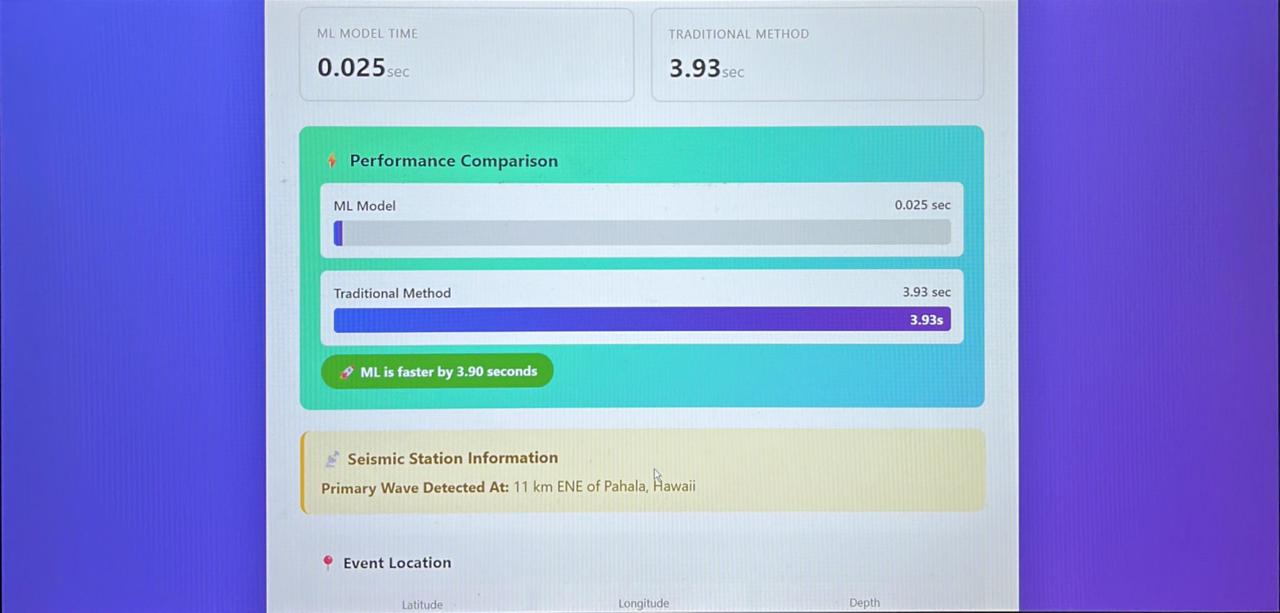 ML MODEL TIME
TRADITIONAL METHOD
0.025sec
3.93sec
Performance Comparison
ML Model
0.025 sec
Traditional Method
3.93 sec
3.93s
ML is faster by 3.90 seconds
Seismic Station Information
Primary Wave Detected At: 11 km ENE of Pahala, Hawaii
Event Location
Latitude
Longitude
Depth